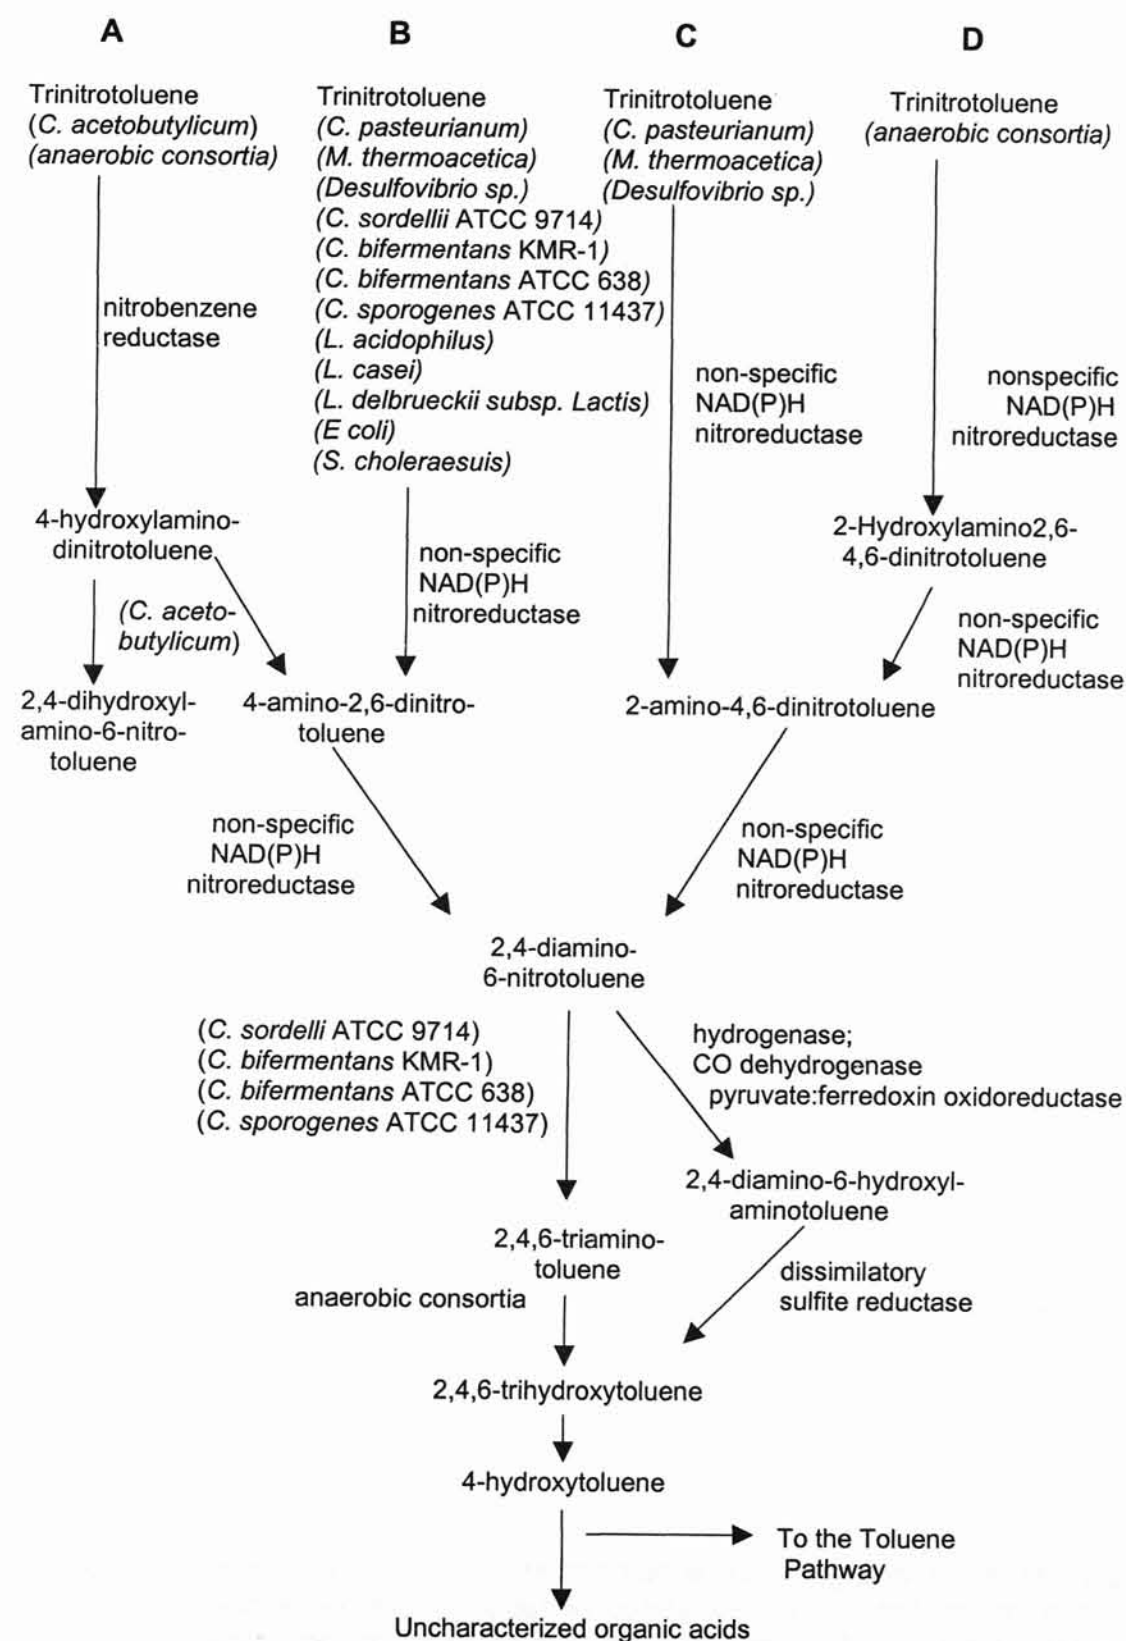 A
B
C
D
Trinitrotoluene
(C. acetobutylicum)
(anaerobic consortia)
Trinitrotoluene
(C. pasteurianum)
(M. thermoacetica)
(Desulfovibrio sp.)
(C. sordellii ATCC 9714)
(C. bifermentans KMR-1)
(C. bifermentans ATCC 638)
(C. sporogenes ATCC 11437)
(L. acidophilus)
(L. casei)
(L. delbrueckii subsp. Lactis)
(E coli)
(S. choleraesuis)
Trinitrotoluene
(C. pasteurianum)
(M. thermoacetica)
(Desulfovibrio sp.)
Trinitrotoluene
(anaerobic consortia)
nitrobenzene
reductase
non-specific
NAD(P)H
nitroreductase
nonspecific
NAD(P)H
nitroreductase
4-hydroxylamino-
dinitrotoluene
non-specific
NAD(P)H
nitroreductase
2-Hydroxylamino2,6-
4,6-dinitrotoluene
(C. aceto-
butylicum)
non-specific
NAD(P)H
nitroreductase
2,4-dihydroxyl-
amino-6-nitro-
toluene
4-amino-2,6-dinitro-
toluene
2-amino-4,6-dinitrotoluene
non-specific
NAD(P)H
nitroreductase
non-specific
NAD(P)H
nitroreductase
2,4-diamino-
6-nitrotoluene
(C. sordelli ATCC 9714)
(C. bifermentans KMR-1)
(C. bifermentans ATCC 638)
(C. sporogenes ATCC 11437)
hydrogenase;
CO dehydrogenase
pyruvate:ferredoxin oxidoreductase
2,4-diamino-6-hydroxyl-
aminotoluene
2,4,6-triamino-
toluene
anaerobic consortia
dissimilatory
sulfite reductase
2,4,6-trihydroxytoluene
4-hydroxytoluene
To the Toluene
Pathway
Uncharacterized organic acids